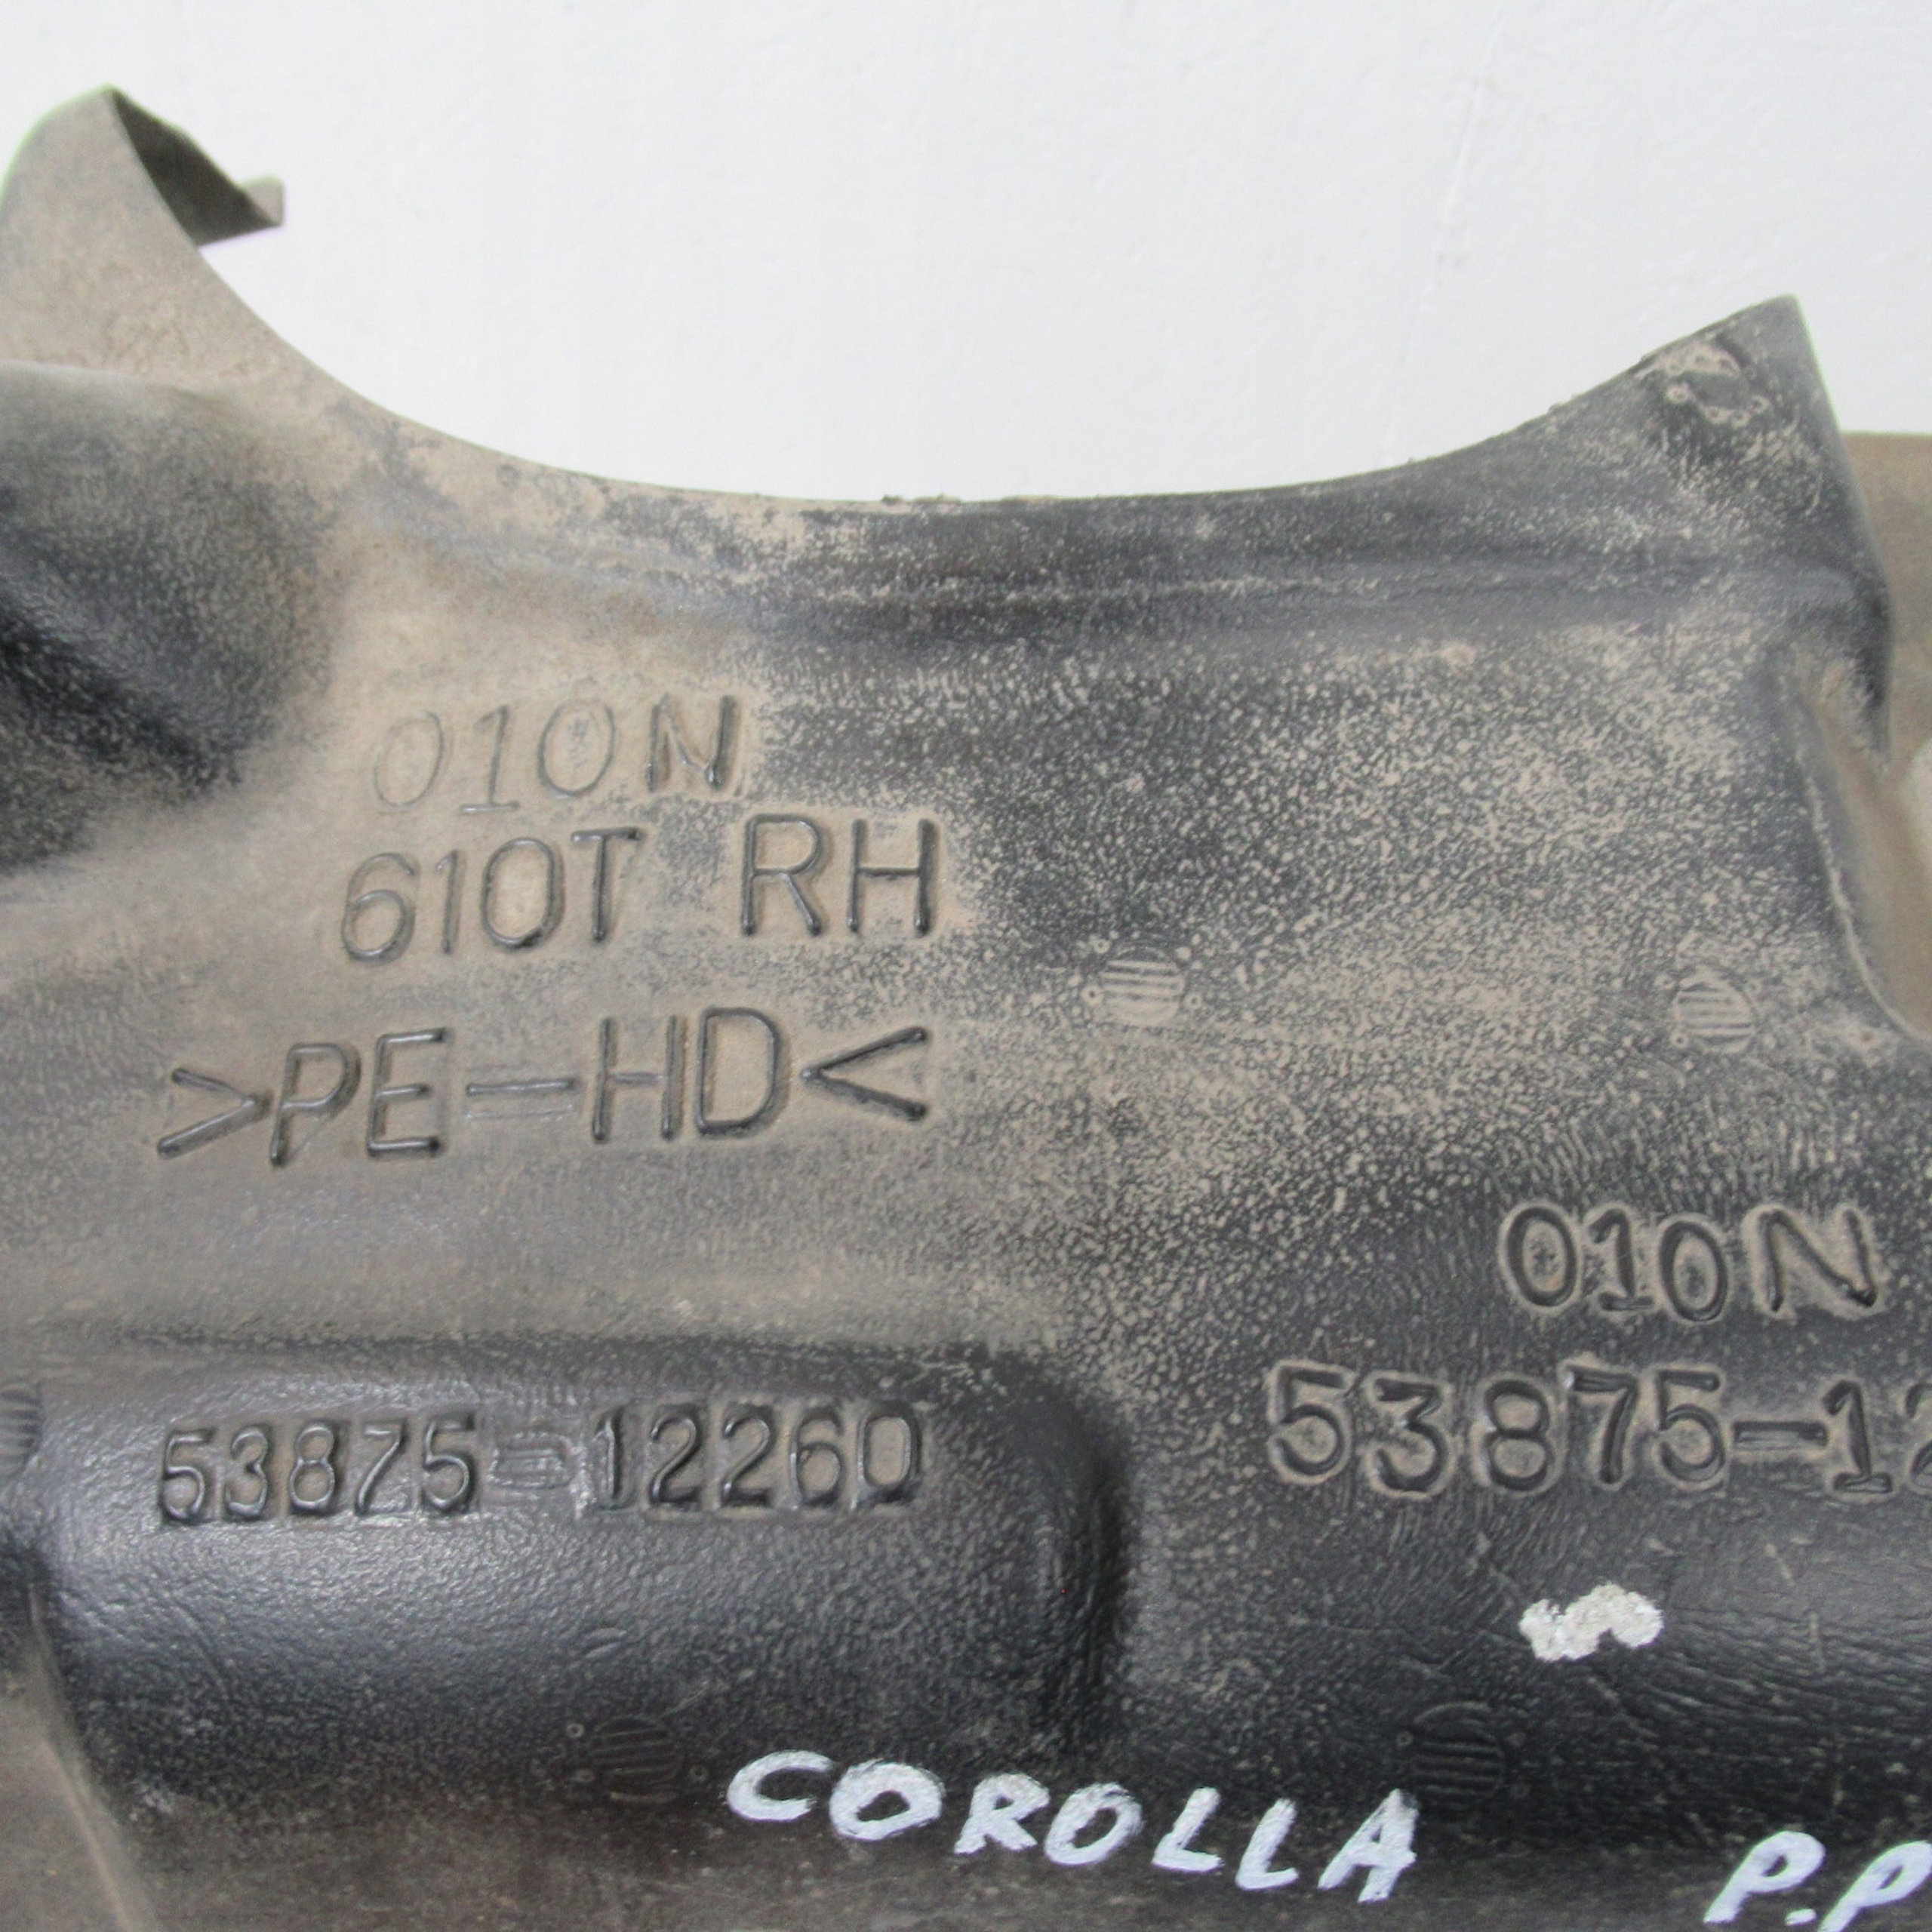 010N
610T RH
>PE-HD<
010N
53875-12260
53875-12
COROLLA
P.P